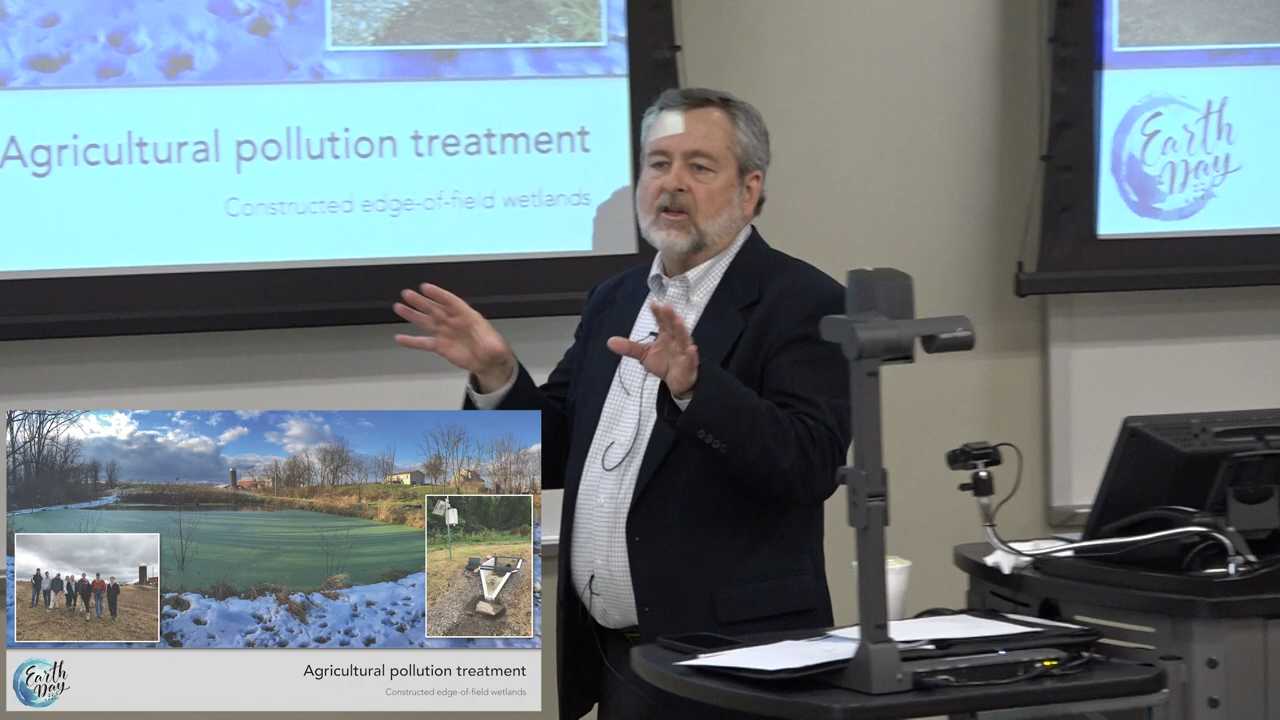 Agricultural pollution treatment
Constructed edge-of-field wetlands
Earth
Day
Earth
Day
Agricultural pollution treatment
Constructed edge-of-field wetlands